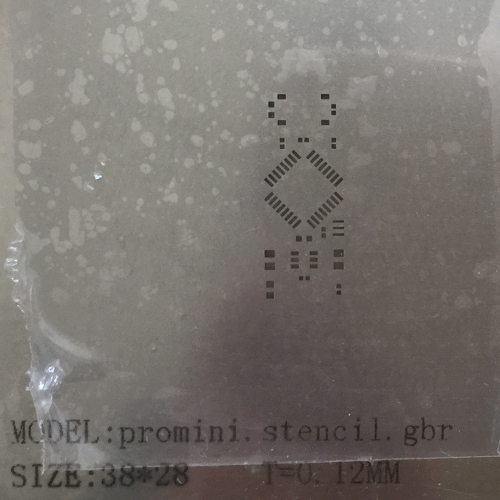 MODEL:promini.stencil.gbr
SIZE:38*28 T=0.12MM